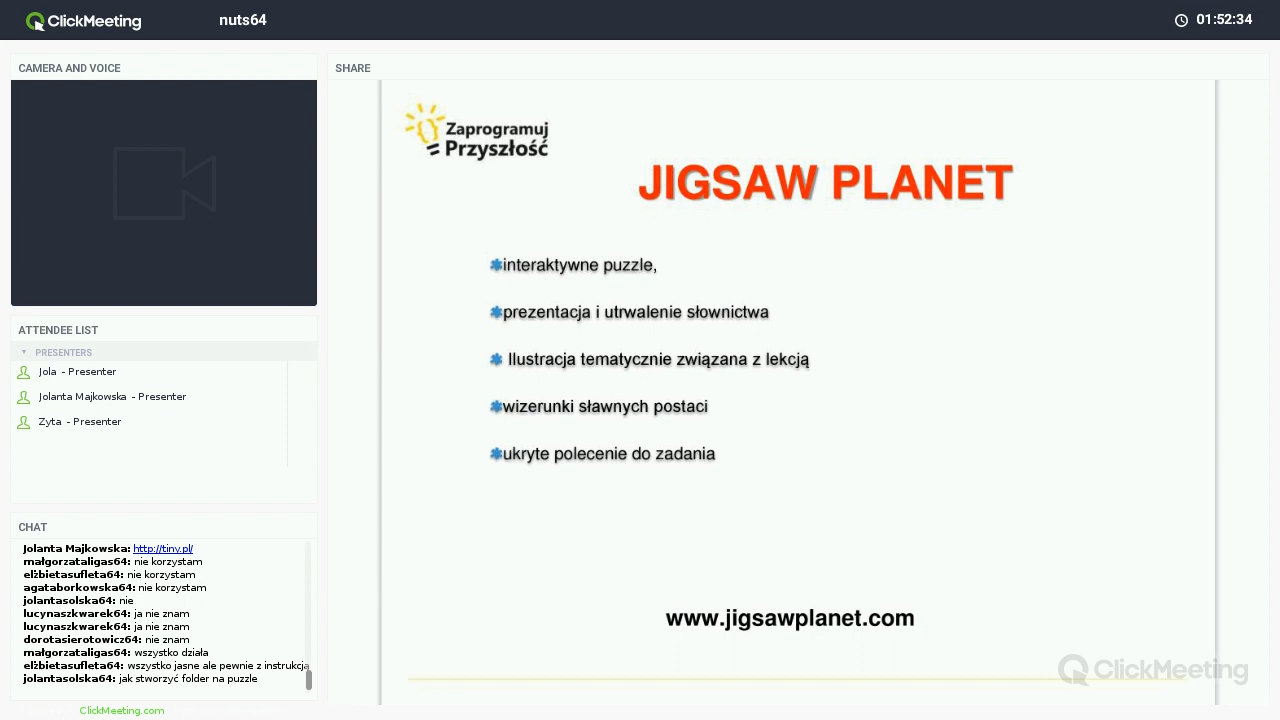 ClickMeeting
nuts64
01:52:34
CAMERA AND VOICE
SHARE
Zaprogramuj
Przyszłość
JIGSAW PLANET
interaktywne puzzle,
prezentacja i utrwalenie słownictwa
Ilustracja tematycznie związana z lekcją
wizerunki sławnych postaci
ukryte polecenie do zadania
www.jigsawplanet.com
ClickMeeting
ATTENDEE LIST
PRESENTERS
Jola - Presenter
Jolanta Majkowska - Presenter
Zyta - Presenter
CHAT
Jolanta Majkowska: http://tiny.pl/
małgorzataligas64: nie korzystam
elżbietasufleta64: nie korzystam
agataborkowska64: nie korzystam
jolantasolska64: nie
lucynaszkwarek64: ja nie znam
lucynaszkwarek64: ja nie znam
dorotasierotowicz64: nie znam
małgorzataligas64: wszystko działa
elżbietasufleta64: wszystko jasne ale pewnie z instrukcją
jolantasolska64: jak stworzyć folder na puzzle
ClickMeeting.com